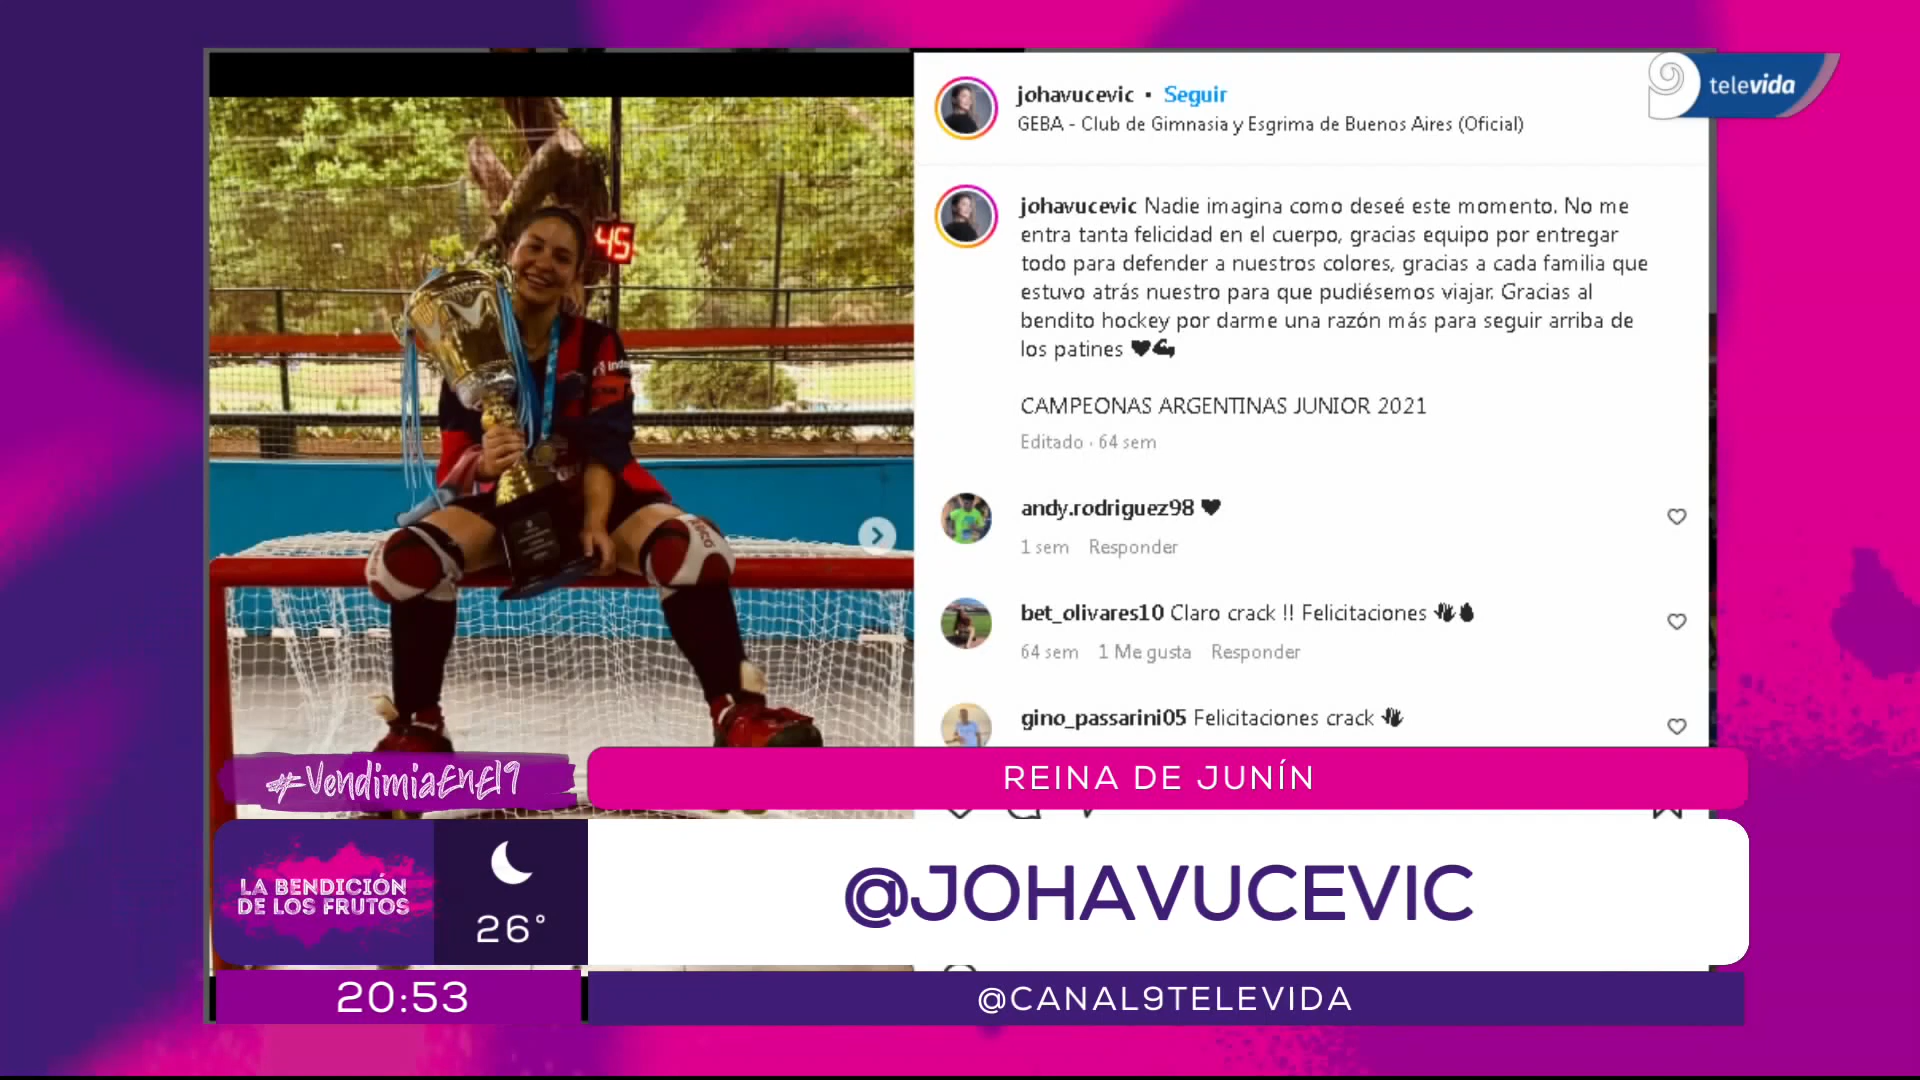 johavucevic • Seguir
GEBA - Club de Gimnasia y Esgrima de Buenos Aires (Oficial)
televida
johavucevic Nadie imagina como deseé este momento. No me
entra tanta felicidad en el cuerpo, gracias equipo por entregar
todo para defender a nuestros colores, gracias a cada familia que
estuvo atrás nuestro para que pudiésemos viajar. Gracias al
bendito hockey por darme una razón más para seguir arriba de
los patines 🖤💪
CAMPEONAS ARGENTINAS JUNIOR 2021
Editado · 64 sem
andy.rodriguez98 🖤
1 sem Responder
bet_olivares10 Claro crack !! Felicitaciones 👏🔥
64 sem 1 Me gusta Responder
gino_passarini05 Felicitaciones crack 👏
45
#VendimiaEnEl9
REINA DE JUNÍN
LA BENDICIÓN
DE LOS FRUTOS
26°
@JOHAVUCEVIC
20:53
@CANAL9TELEVIDA